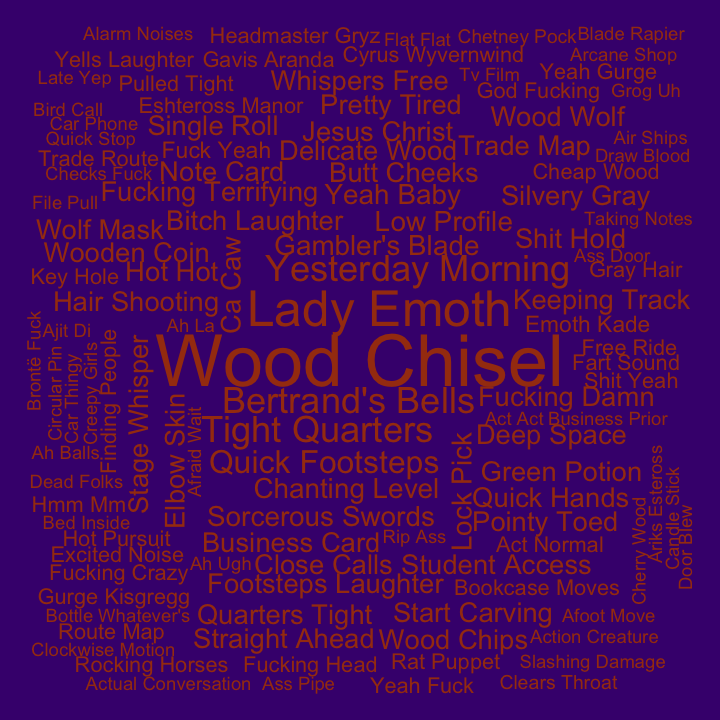 Alarm Noises
Headmaster Gryz
Flat Flat
Chetney Pock
Blade Rapier
Yells Laughter
Gavis Aranda
Cyrus Wyvernwind
Arcane Shop
Late Yep
Pulled Tight
Whispers Free
Tv Film
Yeah Gurge
God Fucking
Grog Uh
Bird Call
Eshteross Manor
Pretty Tired
Wood Wolf
Car Phone
Single Roll
Jesus Christ
Air Ships
Quick Stop
Fuck Yeah
Delicate Wood
Trade Map
Draw Blood
Trade Route
Checks Fuck
Note Card
Butt Cheeks
Cheap Wood
File Pull
Fucking Terrifying
Yeah Baby
Silvery Gray
Wolf Mask
Bitch Laughter
Low Profile
Taking Notes
Wooden Coin
Ca Caw
Gambler's Blade
Shit Hold
Ass Door
Key Hole
Hot Hot
Yesterday Morning
Gray Hair
Hair Shooting
Lady Emoth
Keeping Track
Brontë Fuck
Ajit Di
Ah La
Emoth Kade
Circular Pin
Car Thingy
Creepy Girls
Finding People
Stage Whisper
Wood Chisel
Free Ride
Fart Sound
Shit Yeah
Elbow Skin
Afraid Wait
Bertrand's Bells
Fucking Damn
Tight Quarters
Act Act
Business Prior
Deep Space
Ah Balls
Quick Footsteps
Lock Pick
Green Potion
Dead Folks
Chanting Level
Quick Hands
Cherry Wood
Ariks Esteross
Candle Stick
Door Blew
Hmm Mm
Bed Inside
Sorcerous Swords
Pointy Toed
Hot Pursuit
Business Card
Rip Ass
Act Normal
Excited Noise
Ah Ugh
Close Calls
Student Access
Fucking Crazy
Footsteps Laughter
Bookcase Moves
Gurge Kisgregg
Bottle Whatever's
Quarters Tight
Start Carving
Afoot Move
Route Map
Straight Ahead
Wood Chips
Action Creature
Clockwise Motion
Rocking Horses
Fucking Head
Rat Puppet
Slashing Damage
Actual Conversation
Ass Pipe
Yeah Fuck
Clears Throat